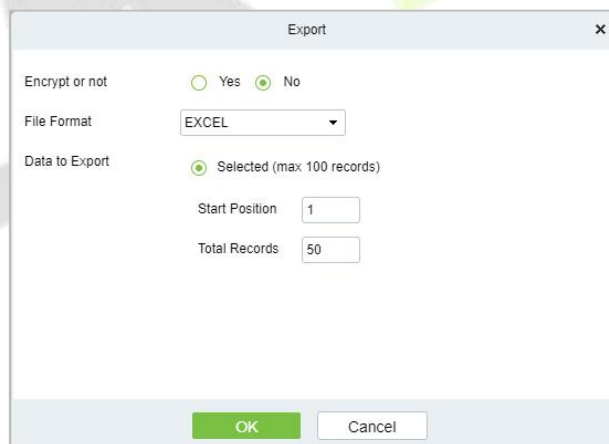 Export ×
Encrypt or not Yes No
File Format EXCEL
Data to Export Selected (max 100 records)
Start Position 1
Total Records 50
OK Cancel